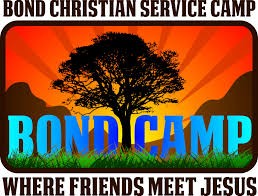 BOND CHRISTIAN SERVICE CAMP
BOND CAMP
WHERE FRIENDS MEET JESUS